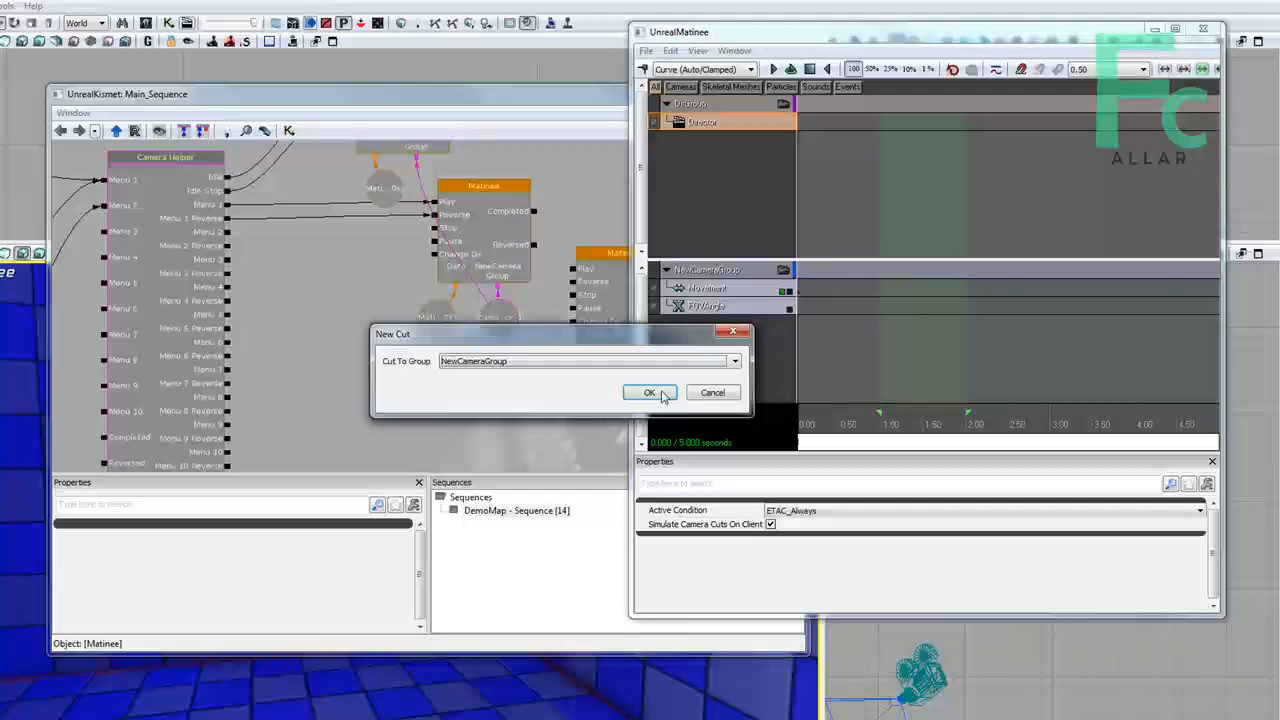 ools Help
World
P
G
S
UnrealKismet: Main_Sequence
Window
Camera Helper
Menu 1
Menu 2
Menu 3
Menu 4
Menu 5
Menu 6
Menu 7
Menu 8
Menu 9
Menu 10
Completed
Reversed
Idle
Idle Stop
Menu 1
Menu 1 Reverse
Menu 2
Menu 2 Reverse
Menu 3
Menu 3 Reverse
Menu 4
Menu 4 Reverse
Menu 5
Menu 5 Reverse
Menu 6
Menu 6 Reverse
Menu 7
Menu 7 Reverse
Menu 8
Menu 8 Reverse
Menu 9
Menu 9 Reverse
Menu 10
Menu 10 Reverse
Group
Matinee
Play
Reverse
Stop
Pause
Change Dir
Completed
Reversed
Data
NewCamera
Group
Play
Reverse
Stop
Pause
Properties
Type here to search
Sequences
Sequences
DemoMap - Sequence [14]
Object: [Matinee]
New Cut
Cut To Group
NewCameraGroup
OK
Cancel
UnrealMatinee
File Edit View Window
Curve (Auto/Clamped)
100 50% 25% 10% 1%
0.50
All Cameras Skeletal Meshes Particles Sounds Events
DirGroup
Director
NewCameraGroup
Movement
FOVAngle
0.00 0.50 1.00 1.50 2.00 2.50 3.00 3.50 4.00 4.50
0.000 / 5.000 seconds
Properties
Type here to search
Active Condition
ETAC_Always
Simulate Camera Cuts On Client
FC
ALLAR